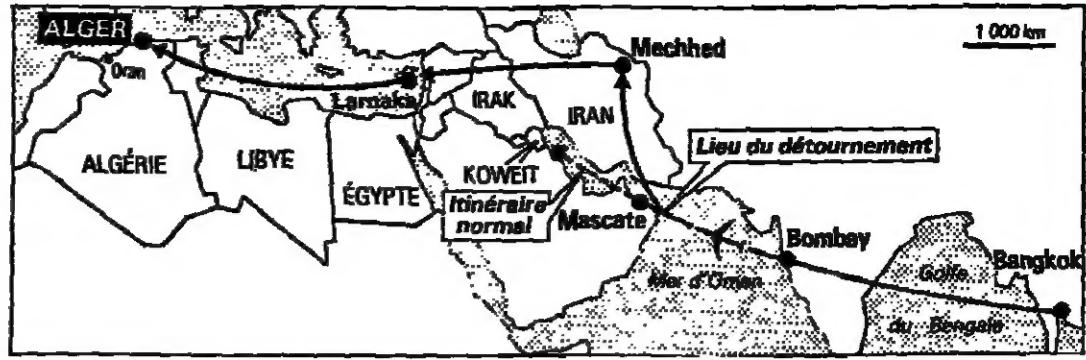 ALGER
Oran
ALGÉRIE
LIBYE
ÉGYPTE
Larnaka
IRAK
KOWEIT
IRAN
Mechhed
1 000 km
Lieu du détournement
Itinéraire
normal
Mascate
Mer d'Oman
Bombay
Golfe
du Bengale
Bangkok